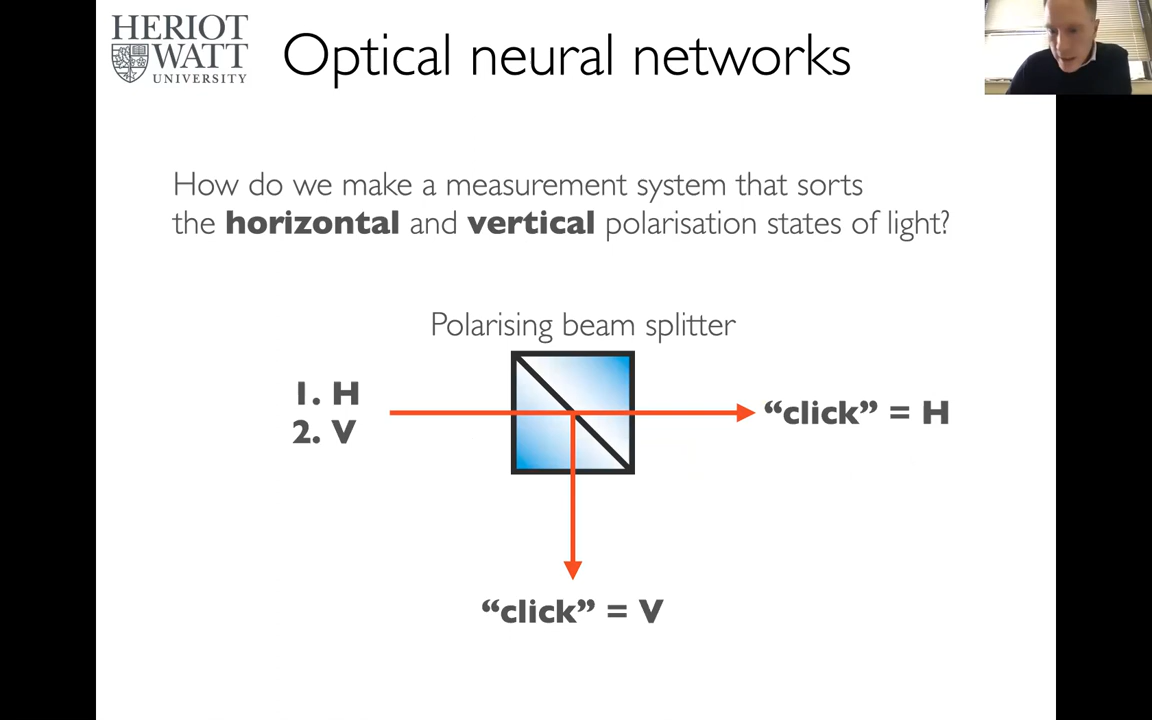 HERIOT
WATT
UNIVERSITY
Optical neural networks
How do we make a measurement system that sorts
the horizontal and vertical polarisation states of light?
Polarising beam splitter
1. H
2. V
“click” = H
“click” = V